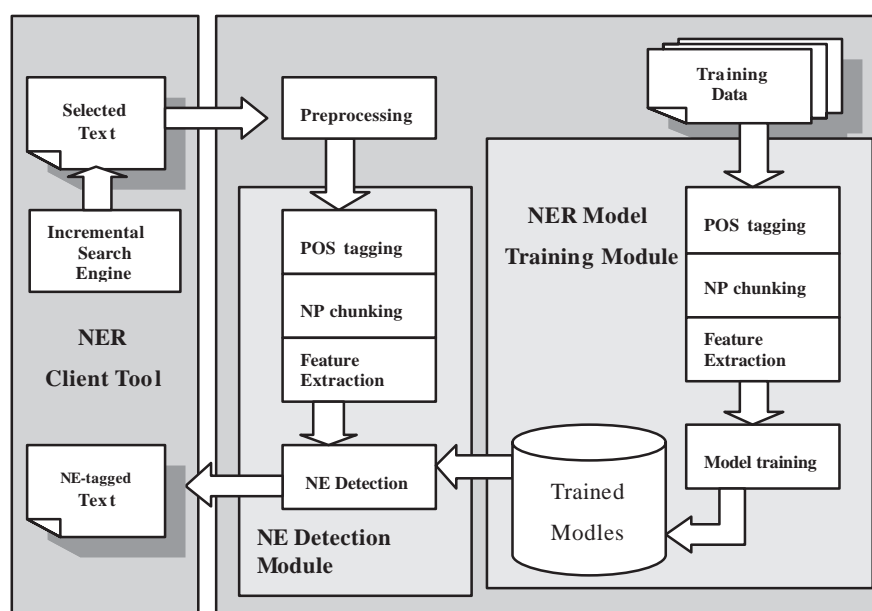 Selected
Text
Incremental
Search
Engine
NER
Client Tool
NE-tagged
Text
Preprocessing
POS tagging
NP chunking
Feature
Extraction
NE Detection
NE Detection
Module
Training
Data
NER Model
Training Module
POS tagging
NP chunking
Feature
Extraction
Model training
Trained
Modles